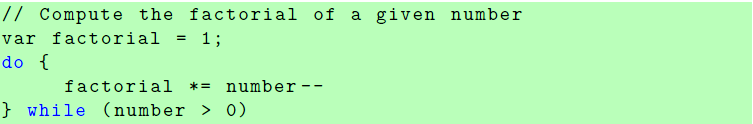 // Compute the factorial of a given number
var factorial = 1;
do {
     factorial *= number--
} while (number > 0)